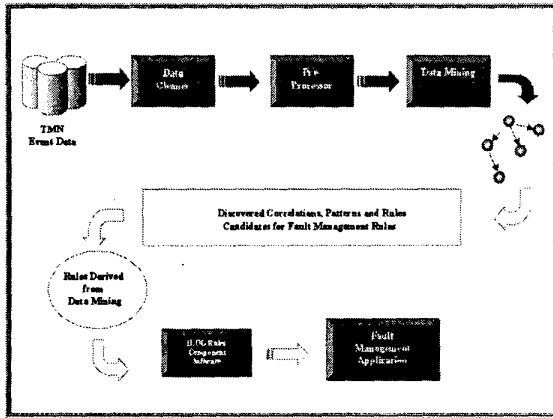 Data
Cleaner
Pre
Processor
Data Mining
TMN
Event Data
Discovered Correlations, Patterns and Rules
Candidates for Fault Management Rules
Rules Derived
from
Data Mining
ILOG Rules
Component
Software
Fault
Management
Application